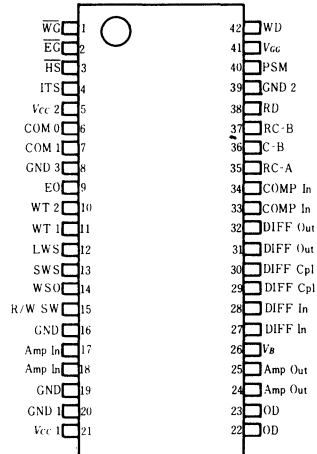 W̅G̅ 1 42 WD
E̅G̅ 2 41 VGG
H̅S̅ 3 40 PSM
ITS 4 39 GND 2
Vcc 2 5 38 RD
COM 0 6 37 RC-B
COM 1 7 36 C-B
GND 3 8 35 RC-A
EO 9 34 COMP In
WT 2 10 33 COMP In
WT 1 11 32 DIFF Out
LWS 12 31 DIFF Out
SWS 13 30 DIFF Cpl
WSO 14 29 DIFF Cpl
R/W SW 15 28 DIFF In
GND 16 27 DIFF In
Amp In 17 26 VB
Amp In 18 25 Amp Out
GND 19 24 Amp Out
GND 1 20 23 OD
Vcc 1 21 22 OD